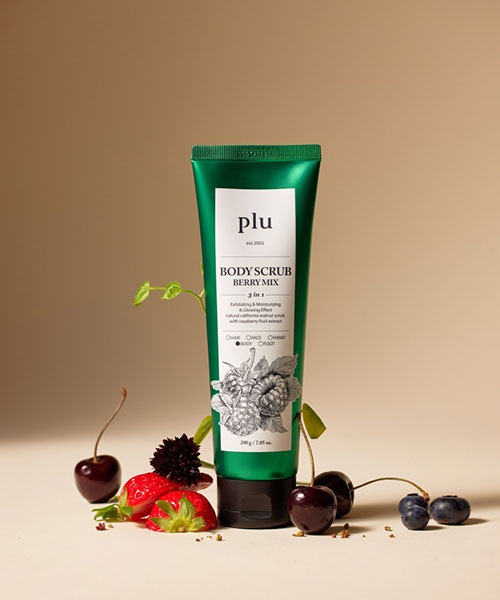 plu
est.2002
BODY SCRUB
BERRY MIX
3 in 1
Exfoliating & Moisturizing
& Glowing Effect
natural california walnut scrub
with raspberry fruit extract
HAIR FACE HAND
BODY FOOT
200 g / 7.05 oz.